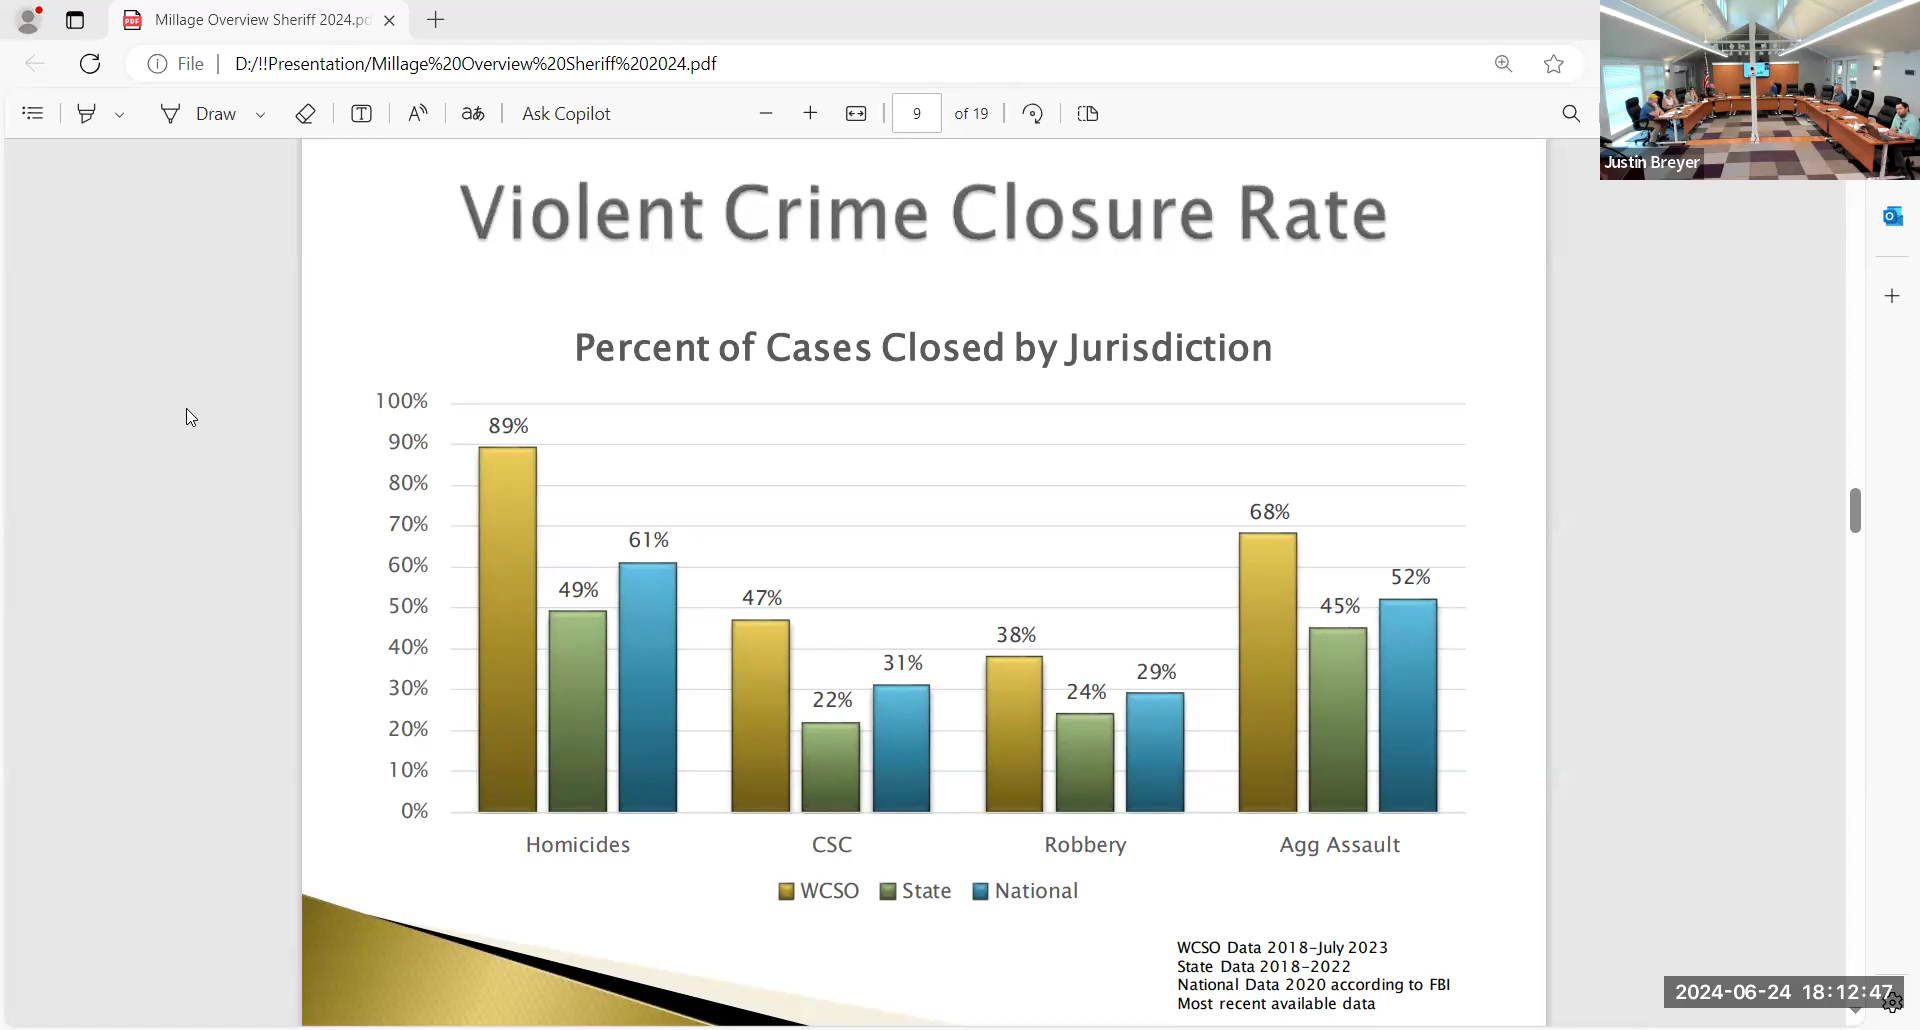 Millage Overview Sheriff 2024.pd
File
D:/!!Presentation/Millage%20Overview%20Sheriff%202024.pdf
Draw
Ask Copilot
9 of 19
Justin Breyer
Violent Crime Closure Rate
Percent of Cases Closed by Jurisdiction
100%
90%
80%
70%
60%
50%
40%
30%
20%
10%
0%
89%
49%
61%
47%
22%
31%
38%
24%
29%
68%
45%
52%
Homicides
CSC
Robbery
Agg Assault
WCSO State National
WCSO Data 2018-July 2023
State Data 2018-2022
National Data 2020 according to FBI
Most recent available data
2024-06-24 18:12:47